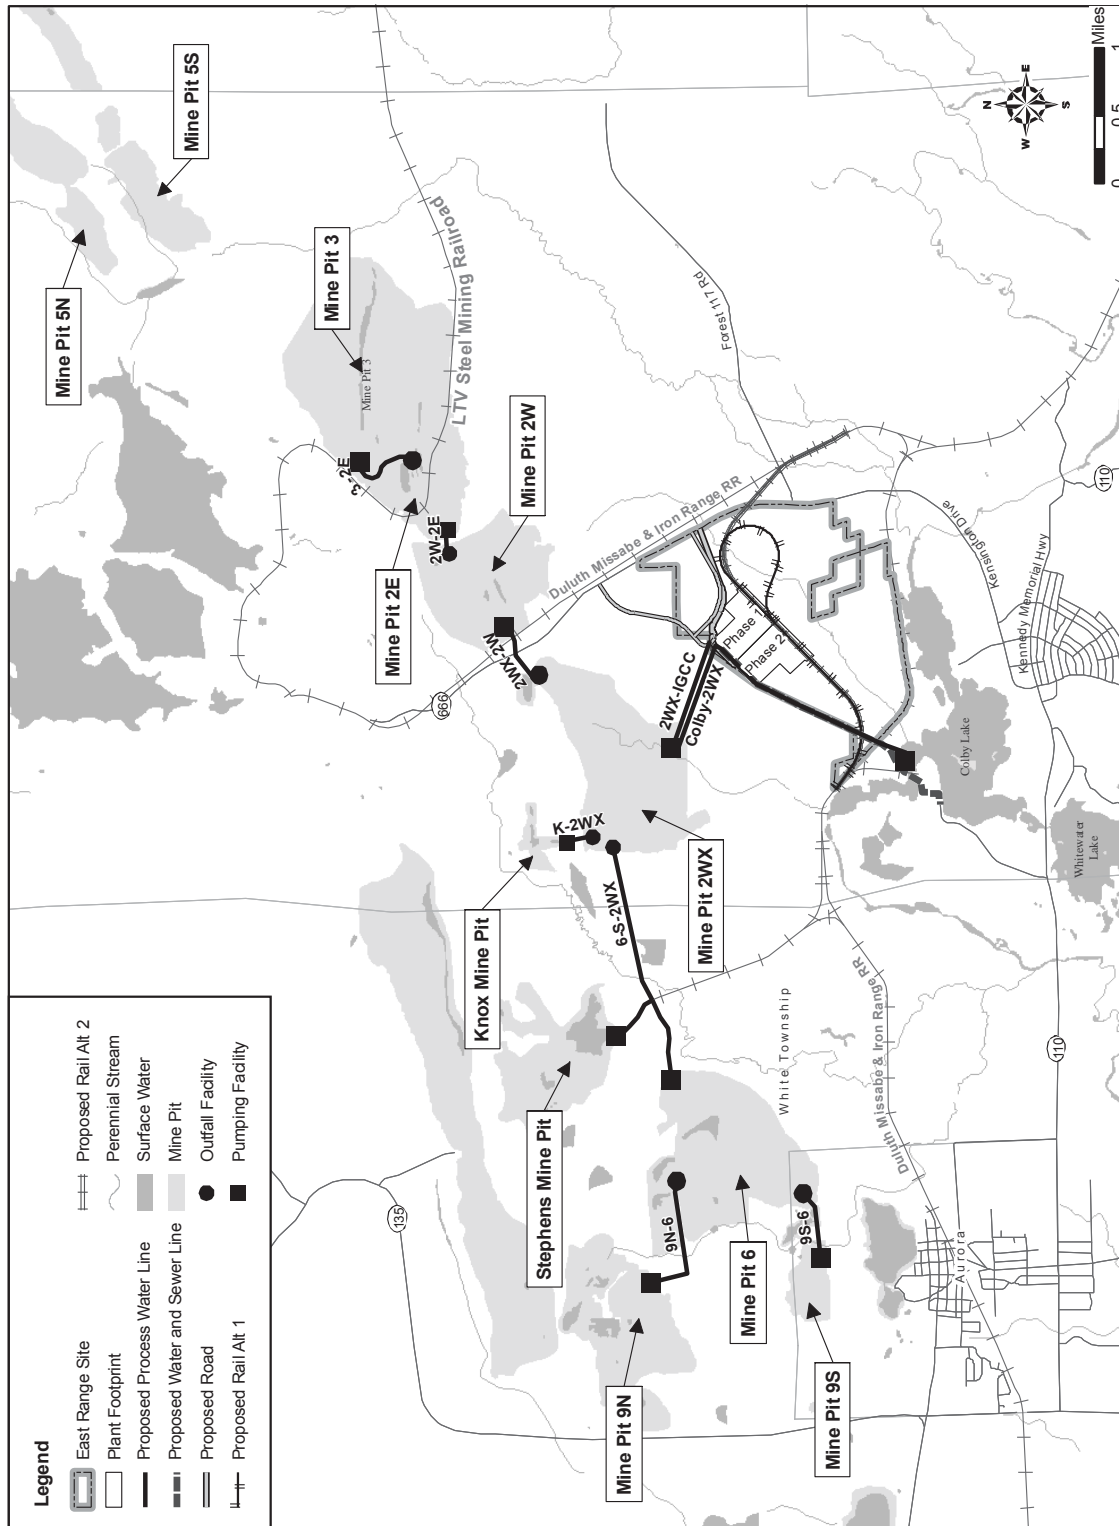 Legend
East Range Site
Plant Footprint
Proposed Process Water Line
Proposed Water and Sewer Line
Proposed Road
Proposed Rail Alt 1
Proposed Rail Alt 2
Perennial Stream
Surface Water
Mine Pit
Outfall Facility
Pumping Facility
Mine Pit 5N
Mine Pit 5S
Mine Pit 3
Mine Pit 3
LTV Steel Mining Railroad
3-2E
Mine Pit 2E
2W-2E
Mine Pit 2W
666
2WX-2W
Duluth Missabe & Iron Range RR
Forest 117 Rd
Knox Mine Pit
K-2WX
6-S-2WX
Mine Pit 2WX
2WX-IGCC
Colby-2WX
Phase 1
Phase 2
Stephens Mine Pit
135
White Township
Duluth Missabe & Iron Range RR
Mine Pit 9N
9N-6
Mine Pit 6
9S-6
Mine Pit 9S
Aurora
110
Colby Lake
Whitewater
Lake
Kensington Drive
Kennedy Memorial Hwy
110
N
E
S
W
0
0.5
1
Miles